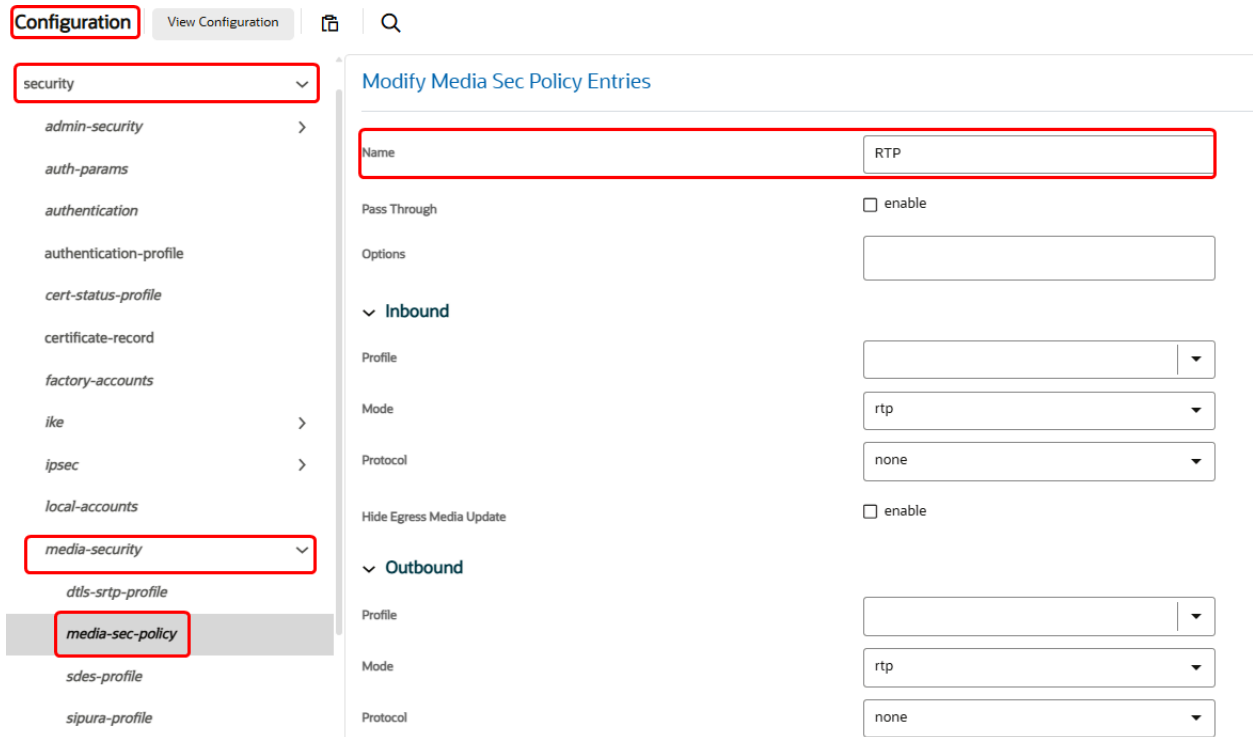 Configuration View Configuration
security
admin-security
auth-params
authentication
authentication-profile
cert-status-profile
certificate-record
factory-accounts
ike
ipsec
local-accounts
media-security
dtls-srtp-profile
media-sec-policy
sdes-profile
sipura-profile
Modify Media Sec Policy Entries
Name RTP
Pass Through enable
Options
Inbound
Profile
Mode rtp
Protocol none
Hide Egress Media Update enable
Outbound
Profile
Mode rtp
Protocol none